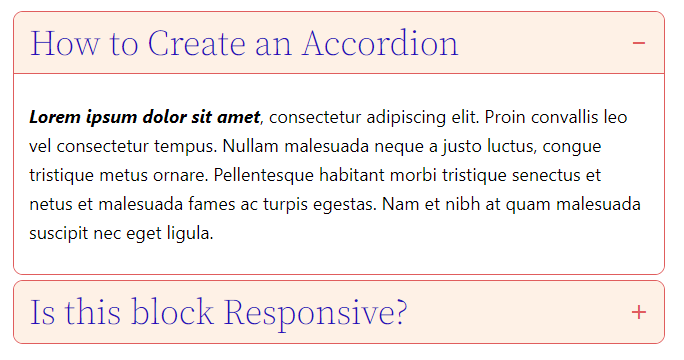 How to Create an Accordion −
Lorem ipsum dolor sit amet, consectetur adipiscing elit. Proin convallis leo
vel consectetur tempus. Nullam malesuada neque a justo luctus, congue
tristique metus ornare. Pellentesque habitant morbi tristique senectus et
netus et malesuada fames ac turpis egestas. Nam et nibh at quam malesuada
suscipit nec eget ligula.
Is this block Responsive? +